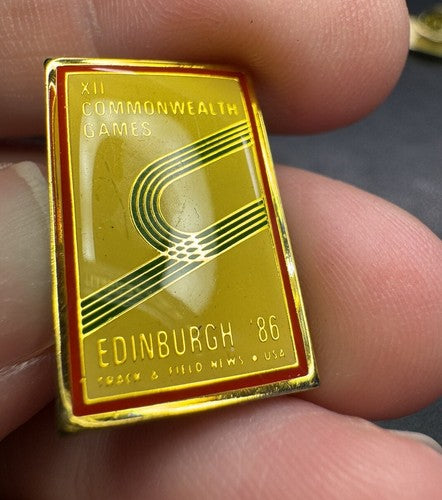 XII
COMMONWEALTH
GAMES
EDINBURGH '86
TRACK & FIELD NEWS • USA